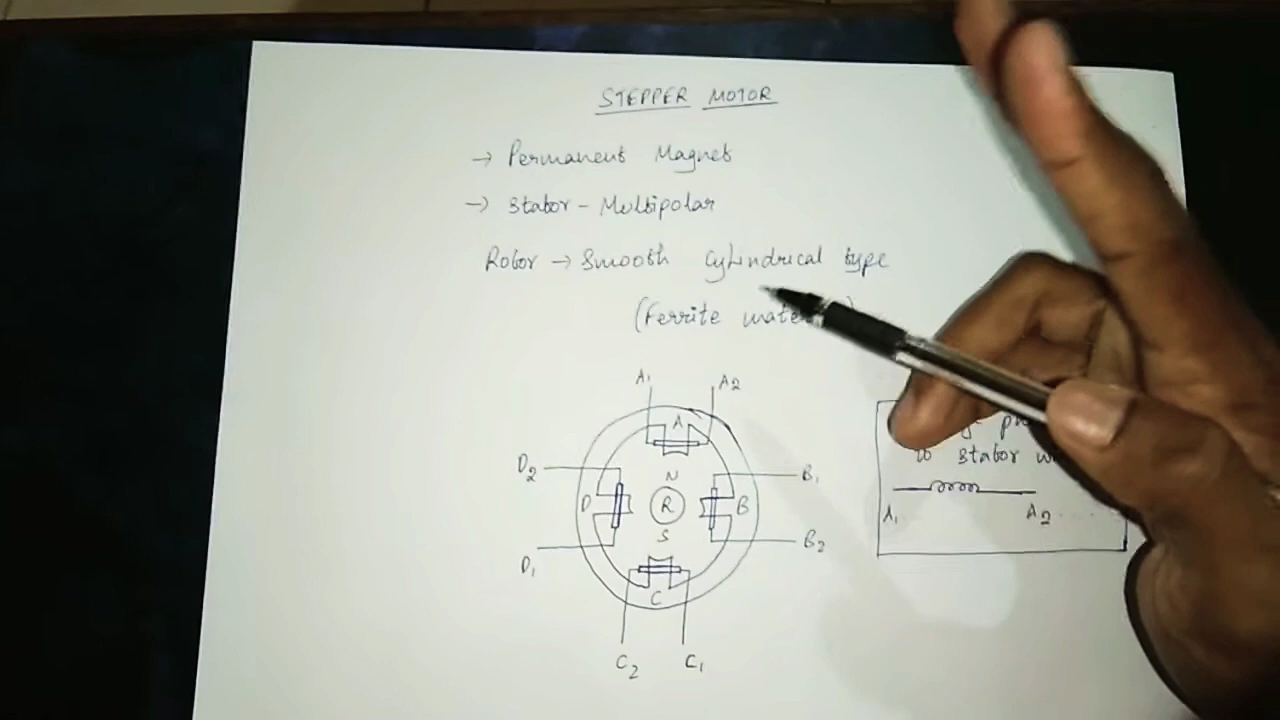 STEPPER MOTOR
→ Permanent Magnet
→ Stator - Multipolar
Rotor → Smooth Cylindrical type
(Ferrite
A1 A2
A
D2 B1
N
D R B
S
D1 B2
C
C2 C1
to stator
A1 A2